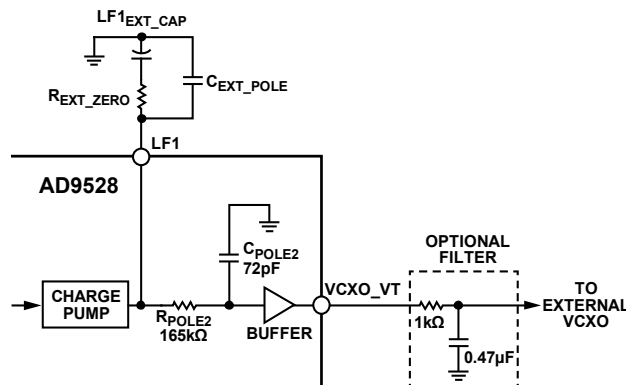 LF1EXT_CAP
REXT_ZERO
CEXT_POLE
LF1
AD9528
CPOLE2
72pF
OPTIONAL
FILTER
CHARGE
PUMP
RPOLE2
165kΩ
BUFFER
VCXO_VT
1kΩ
0.47µF
TO
EXTERNAL
VCXO